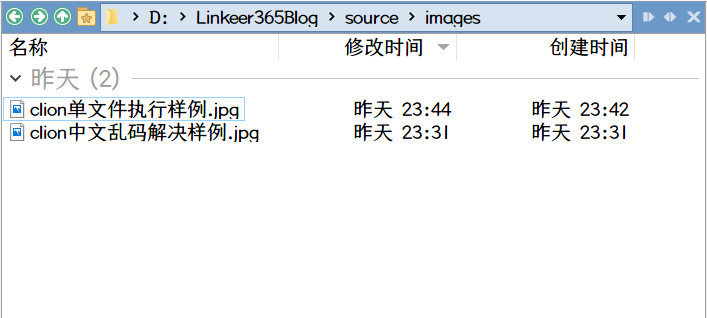 D: Linkeer365Blog source images
名称 修改时间 创建时间
昨天 (2)
clion单文件执行样例.jpg 昨天 23:44 昨天 23:42
clion中文乱码解决样例.jpg 昨天 23:31 昨天 23:31